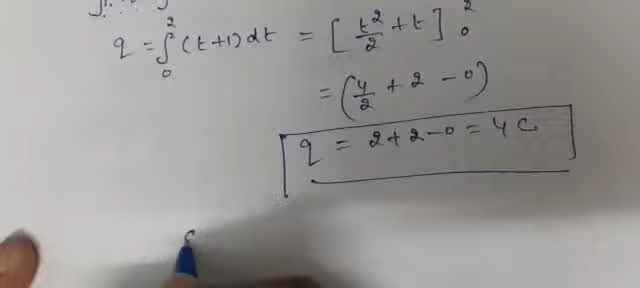 q = ∫₀² (t+1) dt = [t²/2 + t]₀²
= (4/2 + 2 - 0)
q = 2+2-0 = 4 C